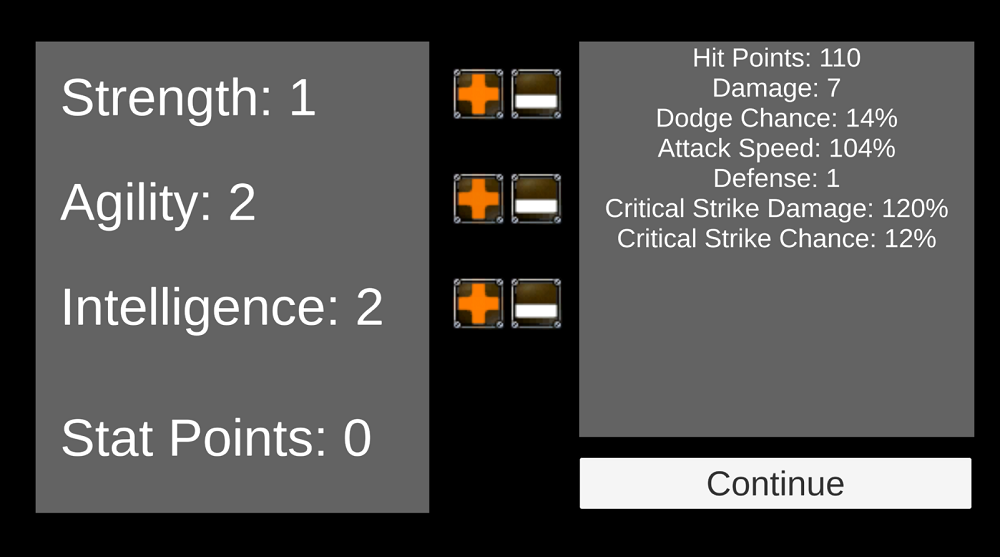 Strength: 1
Agility: 2
Intelligence: 2
Stat Points: 0
Hit Points: 110
Damage: 7
Dodge Chance: 14%
Attack Speed: 104%
Defense: 1
Critical Strike Damage: 120%
Critical Strike Chance: 12%
Continue